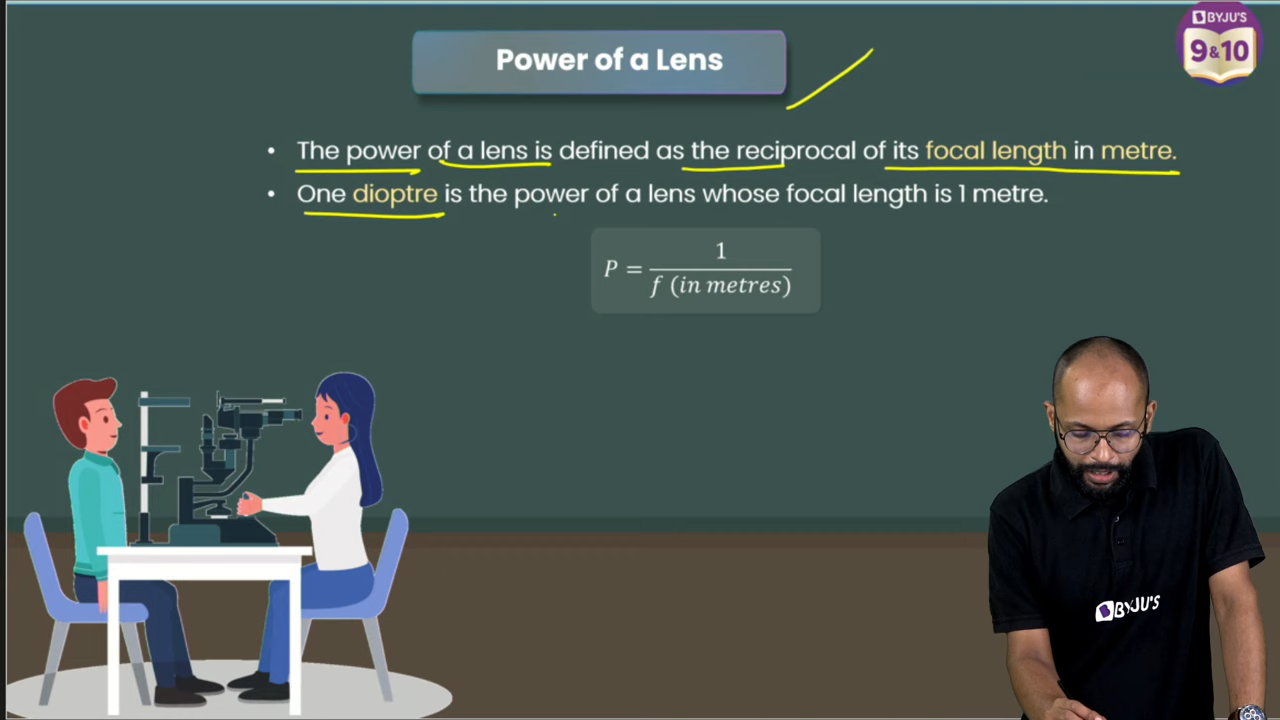 BYJU'S
9&10
Power of a Lens
• The power of a lens is defined as the reciprocal of its focal length in metre.
• One dioptre is the power of a lens whose focal length is 1 metre.
P = 1 / f (in metres)
BYJU'S